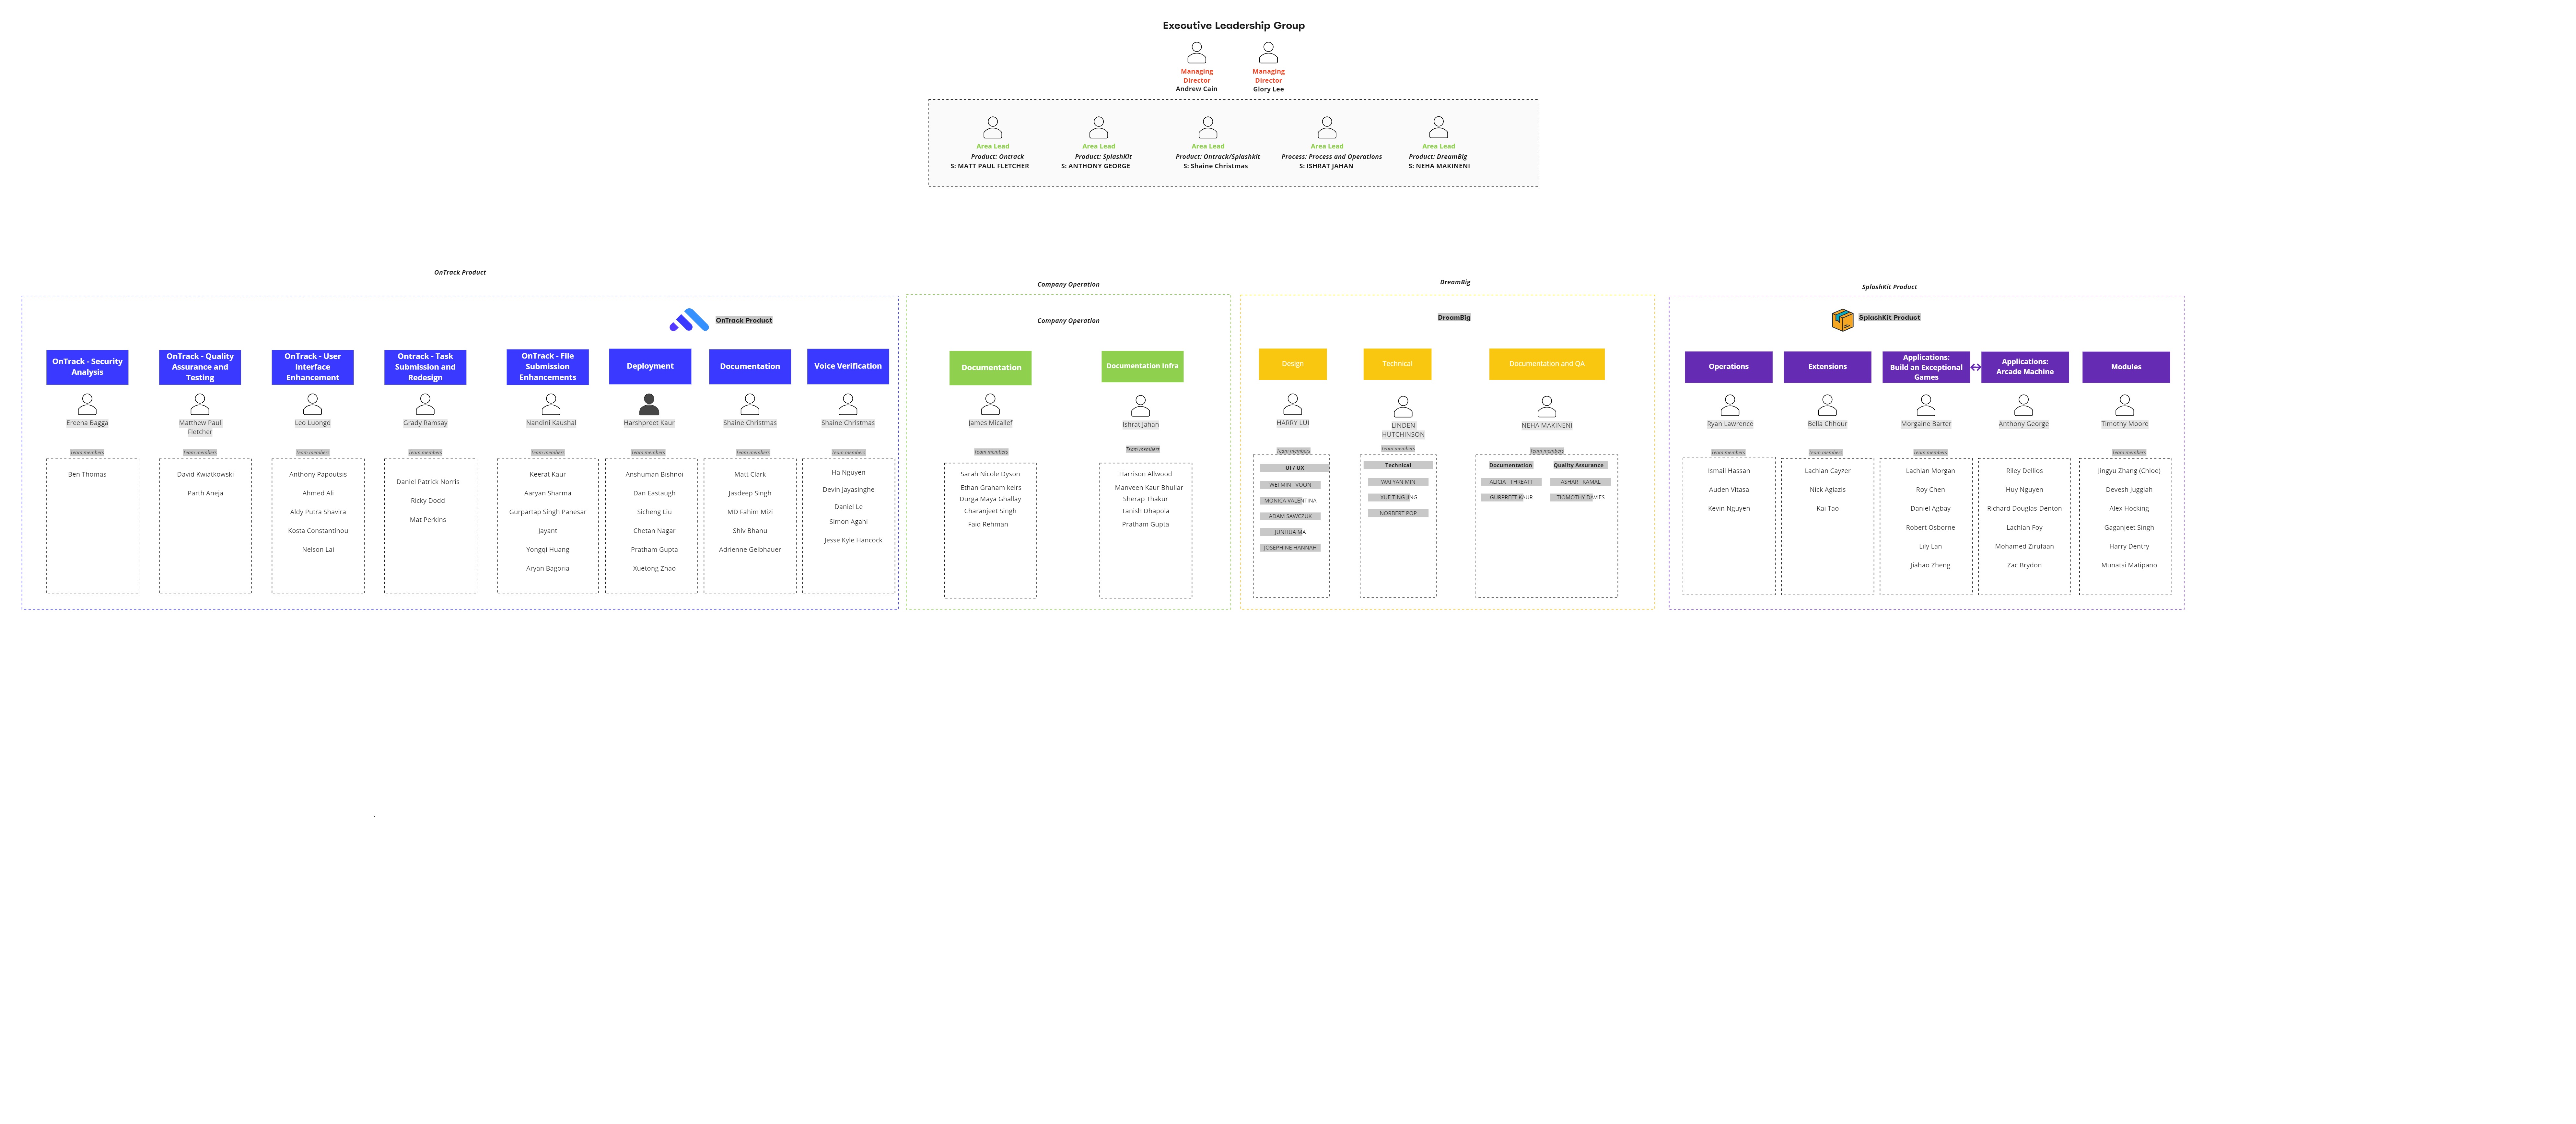 Executive Leadership Group
Managing
Director
Andrew Cain
Managing
Director
Glory Lee
Area Lead
Product: Ontrack
S: MATT PAUL FLETCHER
Area Lead
Product: SplashKit
S: ANTHONY GEORGE
Area Lead
Product: Ontrack/Splashkit
S: Shaine Christmas
Area Lead
Process: Process and Operations
S: ISHRAT JAHAN
Area Lead
Product: DreamBig
S: NEHA MAKINENI
OnTrack Product
OnTrack Product
OnTrack - Security
Analysis
Ereena Bagga
Team members
Ben Thomas
OnTrack - Quality
Assurance and
Testing
Matthew Paul
Fletcher
Team members
David Kwiatkowski
Parth Aneja
OnTrack - User
Interface
Enhancement
Leo Luongd
Team members
Anthony Papoutsis
Ahmed Ali
Aldy Putra Shavira
Kosta Constantinou
Nelson Lai
Ontrack - Task
Submission and
Redesign
Grady Ramsay
Team members
Daniel Patrick Norris
Ricky Dodd
Mat Perkins
OnTrack - File
Submission
Enhancements
Nandini Kaushal
Team members
Keerat Kaur
Aaryan Sharma
Gurpartap Singh Panesar
Jayant
Yongqi Huang
Aryan Bagoria
Deployment
Harshpreet Kaur
Team members
Anshuman Bishnoi
Dan Eastaugh
Sicheng Liu
Chetan Nagar
Pratham Gupta
Xuetong Zhao
Documentation
Shaine Christmas
Team members
Matt Clark
Jasdeep Singh
MD Fahim Mizi
Shiv Bhanu
Adrienne Gelbhauer
Voice Verification
Shaine Christmas
Team members
Ha Nguyen
Devin Jayasinghe
Daniel Le
Simon Agahi
Jesse Kyle Hancock
Company Operation
Company Operation
Documentation
James Micallef
Team members
Sarah Nicole Dyson
Ethan Graham keirs
Durga Maya Ghallay
Charanjeet Singh
Faiq Rehman
Documentation Infra
Ishrat Jahan
Team members
Harrison Allwood
Manveen Kaur Bhullar
Sherap Thakur
Tanish Dhapola
Pratham Gupta
DreamBig
DreamBig
Design
HARRY LUI
Team members
UI / UX
WEI MIN VOON
MONICA VALENTINA
ADAM SAWCZUK
JUNHUA MA
JOSEPHINE HANNAH
Technical
LINDEN
HUTCHINSON
Team members
Technical
WAI YAN MIN
XUE TING JING
NORBERT POP
Documentation and QA
NEHA MAKINENI
Team members
Documentation
ALICIA THREATT
GURPREET KAUR
Quality Assurance
ASHAR KAMAL
TIOMOTHY DAVIES
SplashKit Product
SplashKit Product
Operations
Ryan Lawrence
Team members
Ismail Hassan
Auden Vitasa
Kevin Nguyen
Extensions
Bella Chhour
Team members
Lachlan Cayzer
Nick Agiazis
Kai Tao
Applications:
Build an Exceptional
Games
Morgaine Barter
Team members
Lachlan Morgan
Roy Chen
Daniel Agbay
Robert Osborne
Lily Lan
Jiahao Zheng
Applications:
Arcade Machine
Anthony George
Riley Dellios
Huy Nguyen
Richard Douglas-Denton
Lachlan Foy
Mohamed Zirufaan
Zac Brydon
Modules
Timothy Moore
Team members
Jingyu Zhang (Chloe)
Devesh Juggiah
Alex Hocking
Gaganjeet Singh
Harry Dentry
Munatsi Matipano